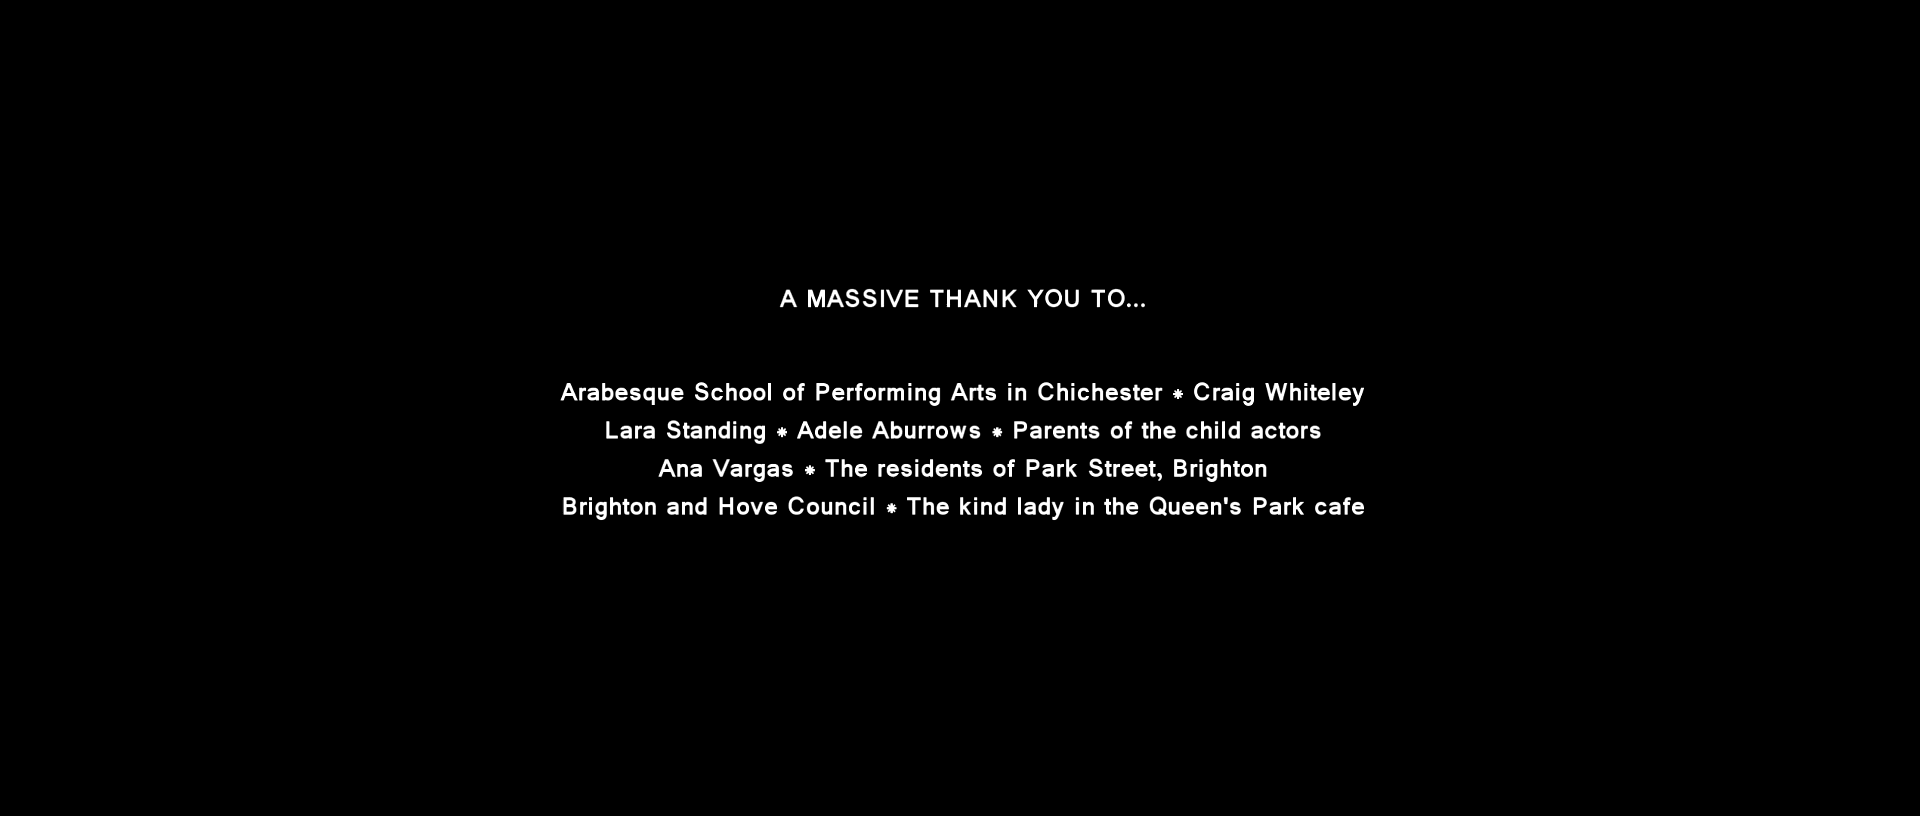 A MASSIVE THANK YOU TO...
Arabesque School of Performing Arts in Chichester * Craig Whiteley
Lara Standing * Adele Aburrows * Parents of the child actors
Ana Vargas * The residents of Park Street, Brighton
Brighton and Hove Council * The kind lady in the Queen's Park cafe